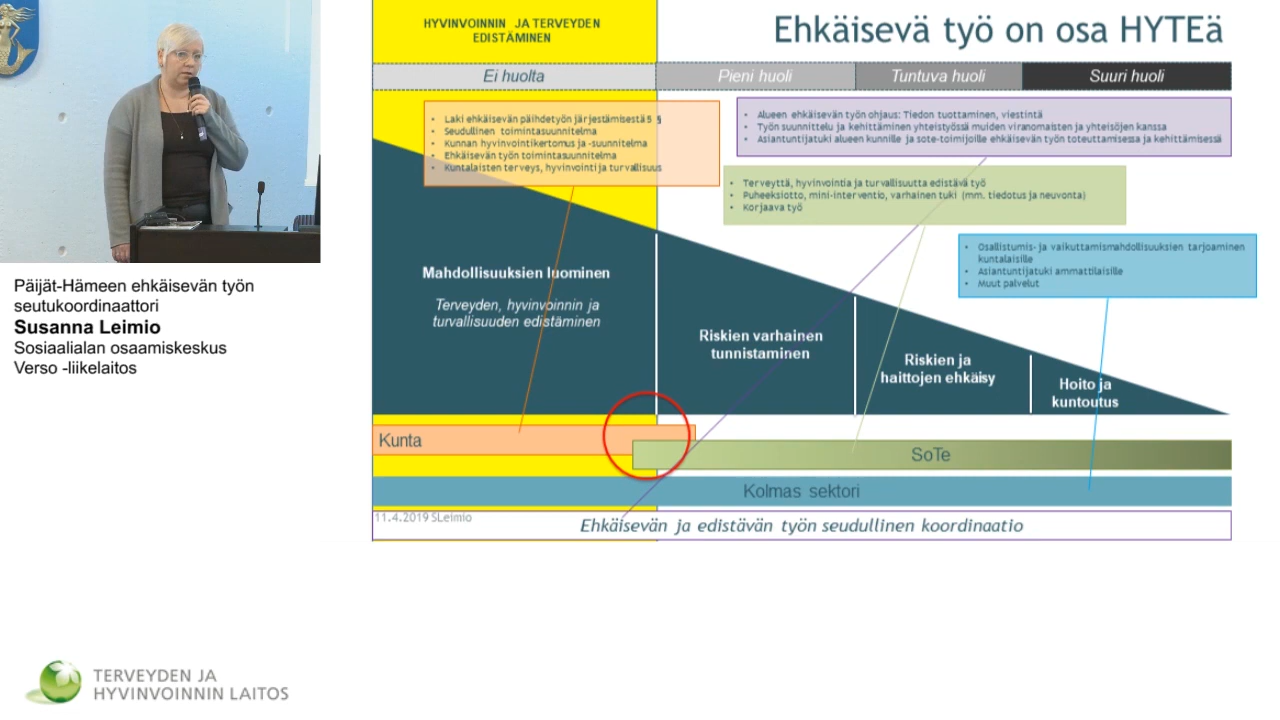 Päijät-Hämeen ehkäisevän työn
seutukoordinaattori
Susanna Leimio
Sosiaalialan osaamiskeskus
Verso -liikelaitos
HYVINVOINNIN JA TERVEYDEN
EDISTÄMINEN
Ehkäisevä työ on osa HYTEä
Ei huolta
Pieni huoli
Tuntuva huoli
Suuri huoli
• Laki ehkäisevän päihdetyön järjestämisestä 5 §
• Seudullinen toimintasuunnitelma
• Kunnan hyvinvointikertomus ja -suunnitelma
• Ehkäisevän työn toimintasuunnitelma
• Kuntalaisten terveys, hyvinvointi ja turvallisuus
• Alueen ehkäisevän työn ohjaus: Tiedon tuottaminen, viestintä
• Työn suunnittelu ja kehittäminen yhteistyössä muiden viranomaisten ja yhteisöjen kanssa
• Asiantuntijatuki alueen kunnille ja sote-toimijoille ehkäisevän työn toteuttamisessa ja kehittämisessä
• Terveyttä, hyvinvointia ja turvallisuutta edistävä työ
• Puheeksiotto, mini-interventio, varhainen tuki (mm. tiedotus ja neuvonta)
• Korjaava työ
• Osallistumis- ja vaikuttamismahdollisuuksien tarjoaminen
kuntalaisille
• Asiantuntijatuki ammattilaisille
• Muut palvelut
Mahdollisuuksien luominen
Terveyden, hyvinvoinnin ja
turvallisuuden edistäminen
Riskien varhainen
tunnistaminen
Riskien ja
haittojen ehkäisy
Hoito ja
kuntoutus
Kunta
SoTe
Kolmas sektori
11.4.2019 SLeimio
Ehkäisevän ja edistävän työn seudullinen koordinaatio
TERVEYDEN JA
HYVINVOINNIN LAITOS